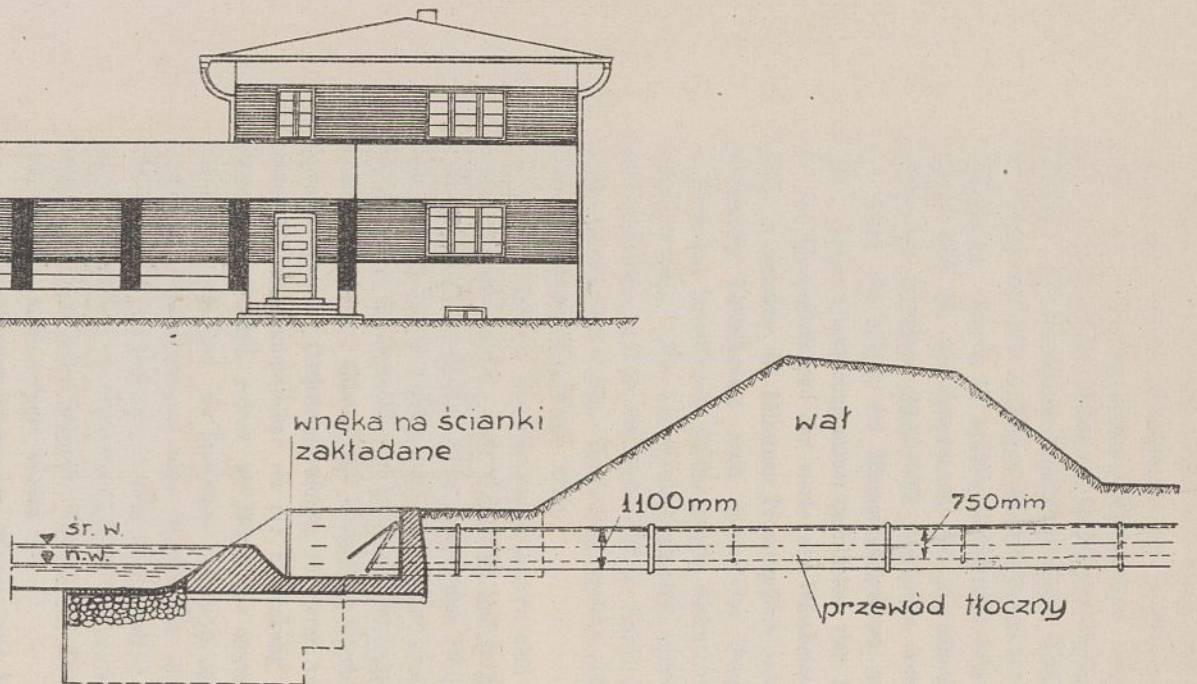 wnęka na ścianki
zakładane
wał
1100mm
750mm
śr. w.
n.w.
przewód tłoczny